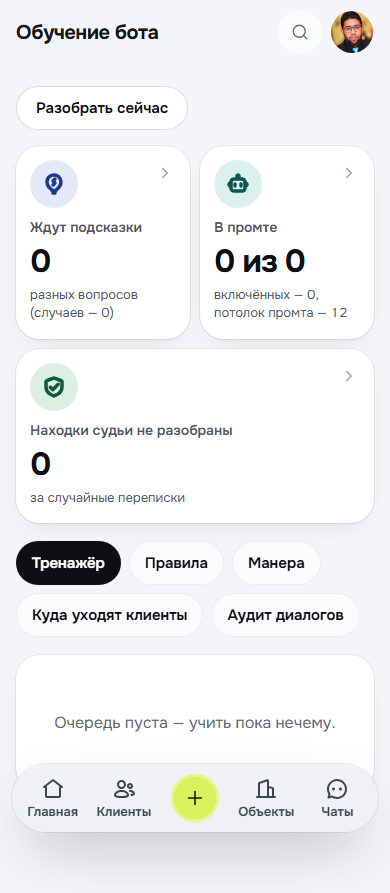 Обучение бота
Разобрать сейчас
Ждут подсказки
0
разных вопросов
(случаев — 0)
В промте
0 из 0
включённых — 0,
потолок промта — 12
Находки судьи не разобраны
0
за случайные переписки
Тренажёр
Правила
Манера
Куда уходят клиенты
Аудит диалогов
Очередь пуста — учить пока нечему.
Главная
Клиенты
Объекты
Чаты